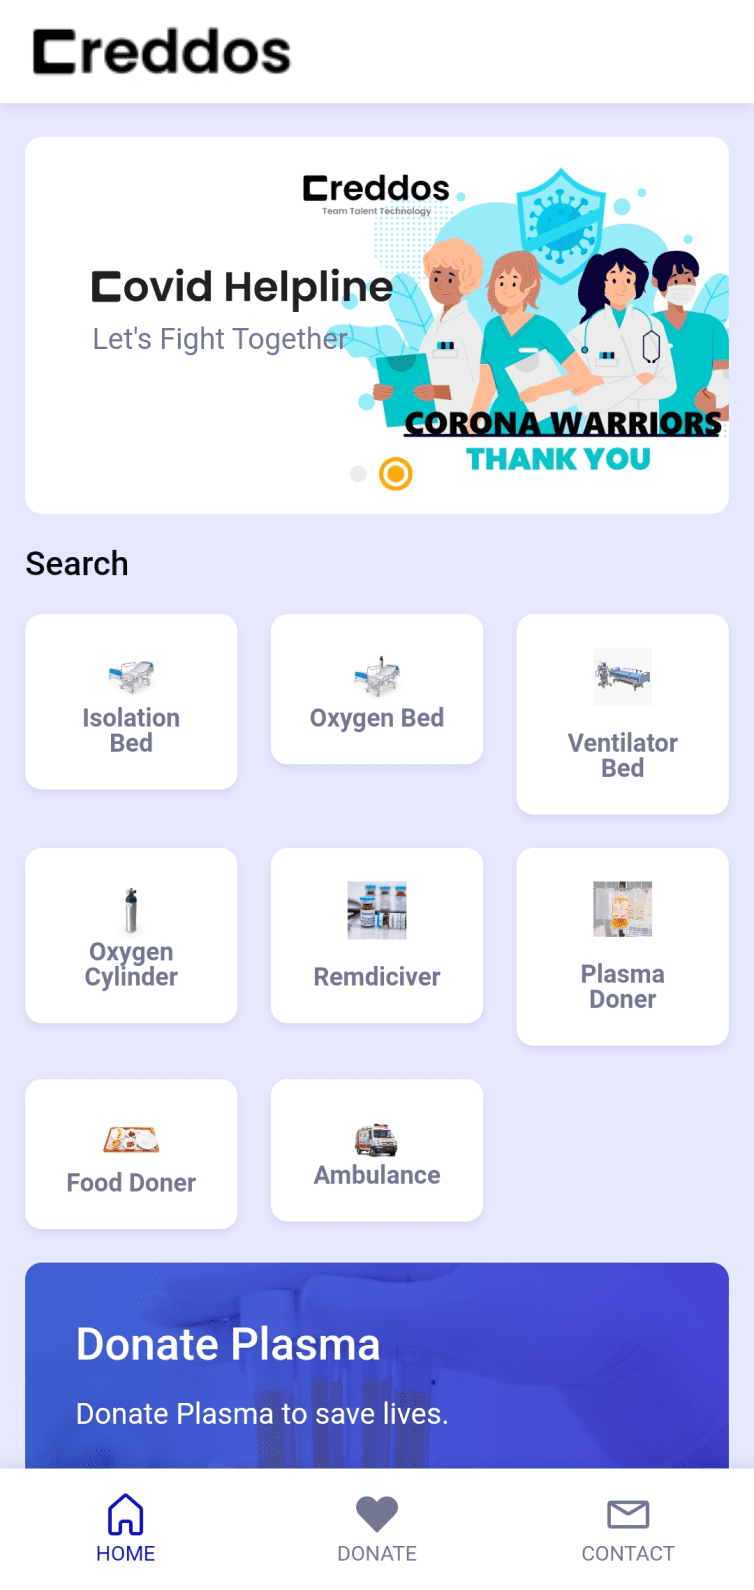 Creddos
Creddos
Team Talent Technology
Covid Helpline
Let's Fight Together
CORONA WARRIORS
THANK YOU
Search
Isolation
Bed
Oxygen Bed
Ventilator
Bed
Oxygen
Cylinder
Remdiciver
Plasma
Doner
Food Doner
Ambulance
Donate Plasma
Donate Plasma to save lives.
HOME
DONATE
CONTACT